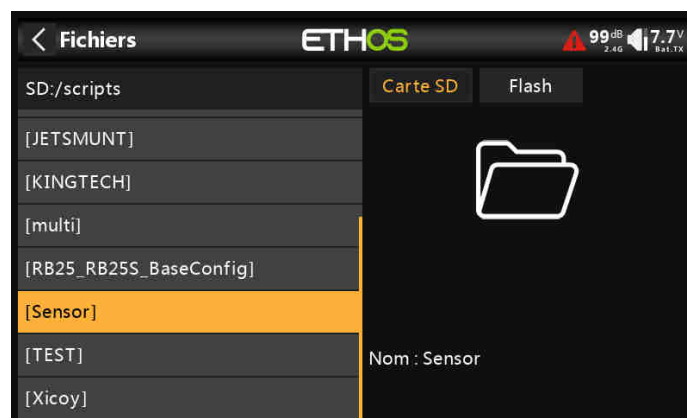 Fichiers ETHOS 99dB 2.4G 7.7V Bat.TX
SD:/scripts
Carte SD Flash
[JETSMUNT]
[KINGTECH]
[multi]
[RB25_RB25S_BaseConfig]
[Sensor]
[TEST]
Nom : Sensor
[Xicoy]